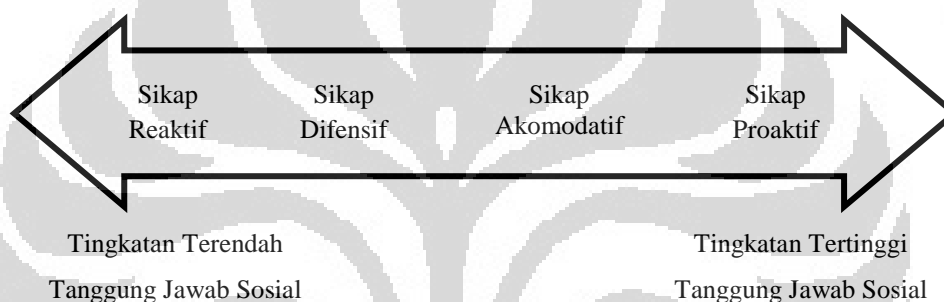 Sikap Sikap Sikap Sikap
Reaktif Difensif Akomodatif Proaktif
Tingkatan Terendah Tingkatan Tertinggi
Tanggung Jawab Sosial Tanggung Jawab Sosial